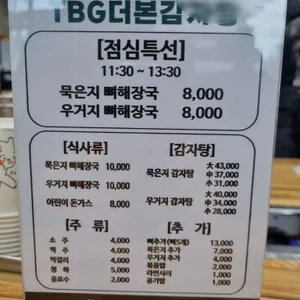 TBG더본감자탕
[점심특선]
11:30 ~ 13:30
묵은지 뼈해장국 8,000
우거지 뼈해장국 8,000
[식사류]
묵은지 뼈해장국 10,000
우거지 뼈해장국 10,000
어린이 돈가스 8,000
[감자탕]
묵은지 감자탕 大 43,000
中 37,000
小 31,000
우거지 감자탕 大 40,000
中 34,000
小 28,000
[주 류]
소 주 4,000
맥 주 4,000
막걸리 4,000
청 하 5,000
음료수 2,000
[추 가]
뼈추가(뼈5개) 13,000
묵은지 추가 7,000
우거지 추가 4,000
볶음밥 2,000
라면사리 1,000
공기밥 1,000